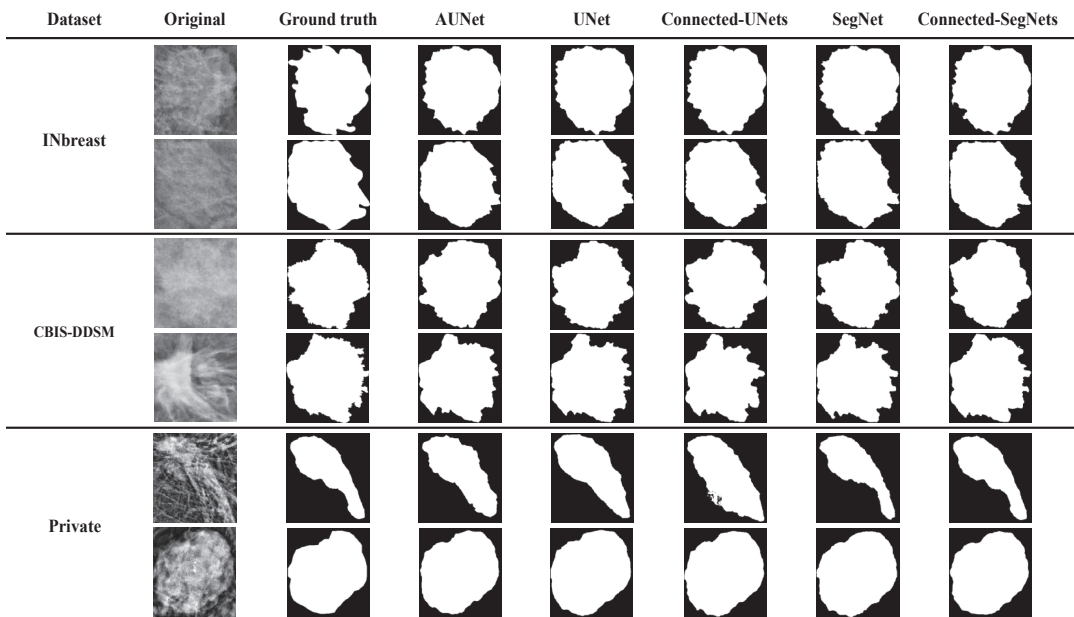 Dataset Original Ground truth AUNet UNet Connected-UNets SegNet Connected-SegNets
INbreast
CBIS-DDSM
Private